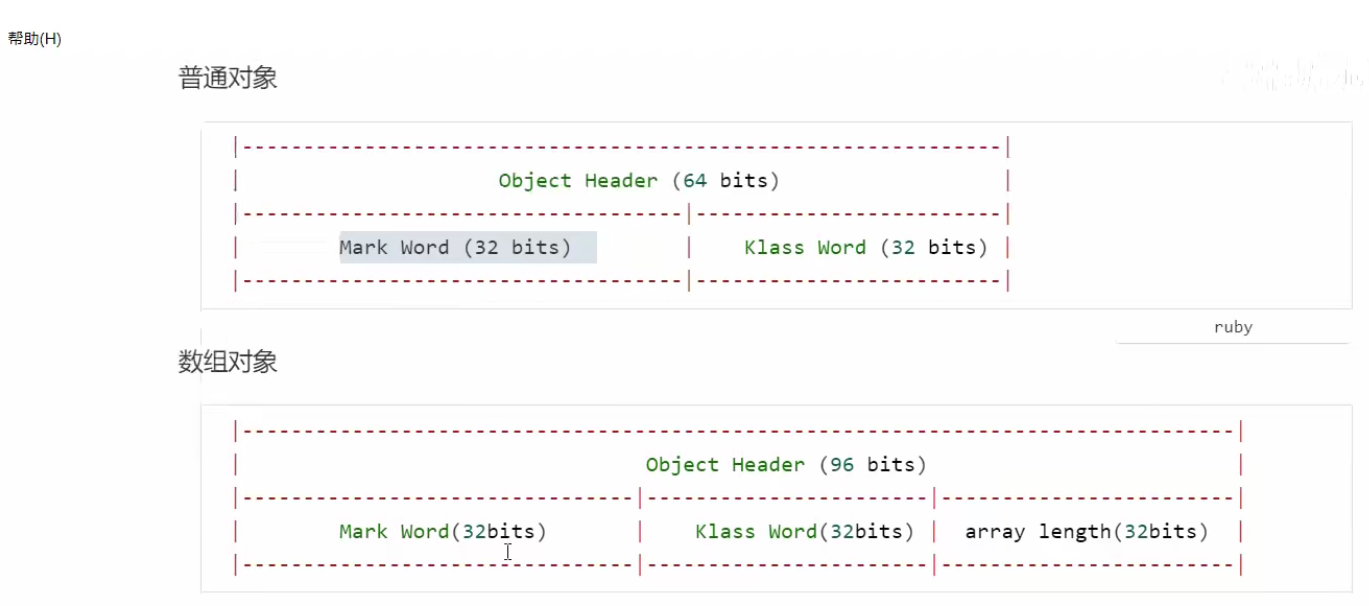 帮助(H)
普通对象
|--------------------------------------------------------------|
| Object Header (64 bits) |
|------------------------------------|-------------------------|
| Mark Word (32 bits) | Klass Word (32 bits) |
|------------------------------------|-------------------------|
ruby
数组对象
|---------------------------------------------------------------------------------|
| Object Header (96 bits) |
|--------------------------------|-----------------------|------------------------|
| Mark Word(32bits) | Klass Word(32bits) | array length(32bits) |
|--------------------------------|-----------------------|------------------------|